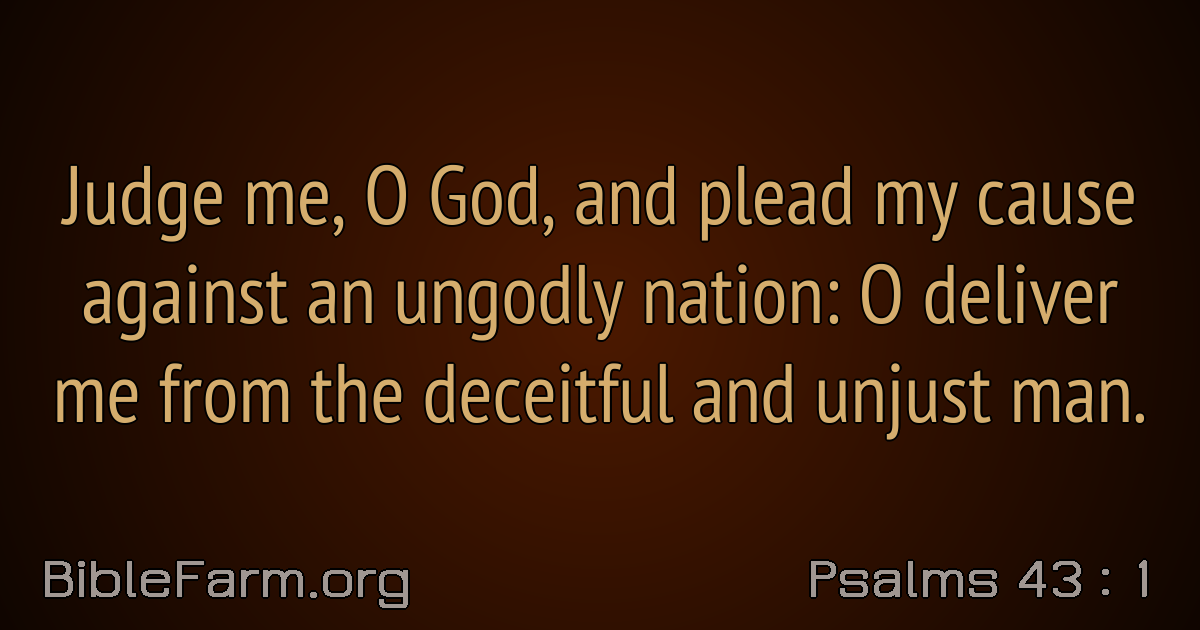 Judge me, O God, and plead my cause
against an ungodly nation: O deliver
me from the deceitful and unjust man.
BibleFarm.org
Psalms 43 : 1